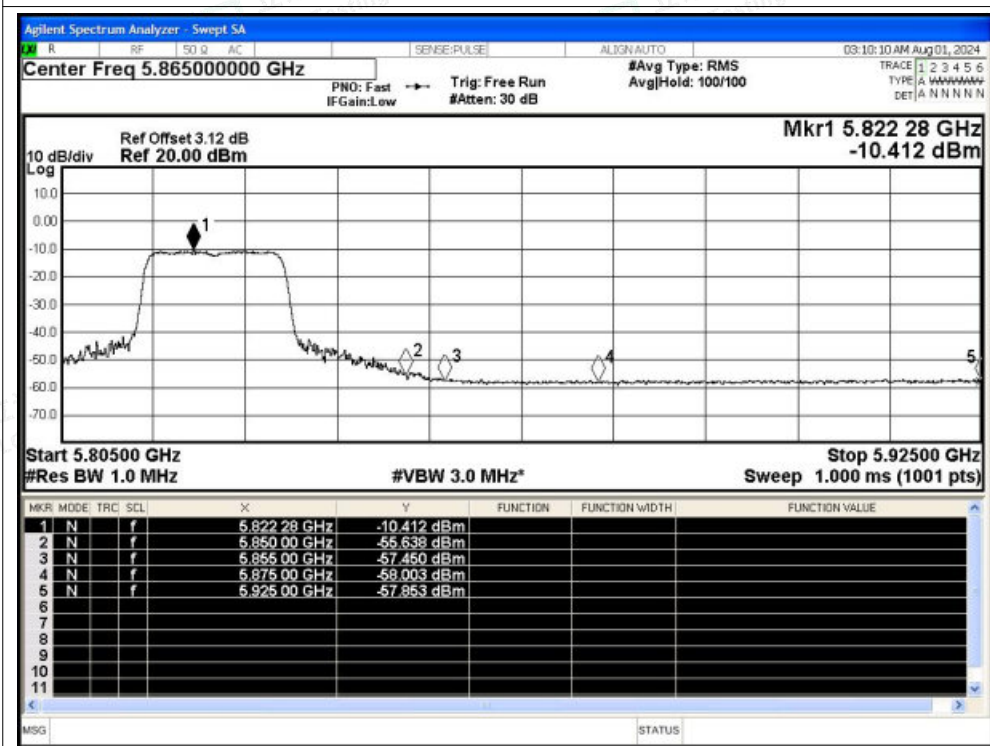 Agilent Spectrum Analyzer - Swept SA
R RF 50 Ω AC SENSE:PULSE ALIGN AUTO 03:10:10 AM Aug 01, 2024
Center Freq 5.865000000 GHz
PNO: Fast
IFGain:Low
Trig: Free Run
#Atten: 30 dB
#Avg Type: RMS
Avg|Hold: 100/100
TRACE 1 2 3 4 5 6
TYPE A WWWWW
DET A N N N N N
Mkr1 5.822 28 GHz
-10.412 dBm
Ref Offset 3.12 dB
10 dB/div Ref 20.00 dBm
Log
10.0
0.00
-10.0
-20.0
-30.0
-40.0
-50.0
-60.0
-70.0
1
2
3
4
5
Start 5.80500 GHz Stop 5.92500 GHz
#Res BW 1.0 MHz #VBW 3.0 MHz* Sweep 1.000 ms (1001 pts)
MKR MODE TRC SCL X Y FUNCTION FUNCTION WIDTH FUNCTION VALUE
1 N f 5.822 28 GHz -10.412 dBm
2 N f 5.850 00 GHz -55.638 dBm
3 N f 5.855 00 GHz -57.450 dBm
4 N f 5.875 00 GHz -58.003 dBm
5 N f 5.925 00 GHz -57.853 dBm
6
7
8
9
10
11
MSG STATUS